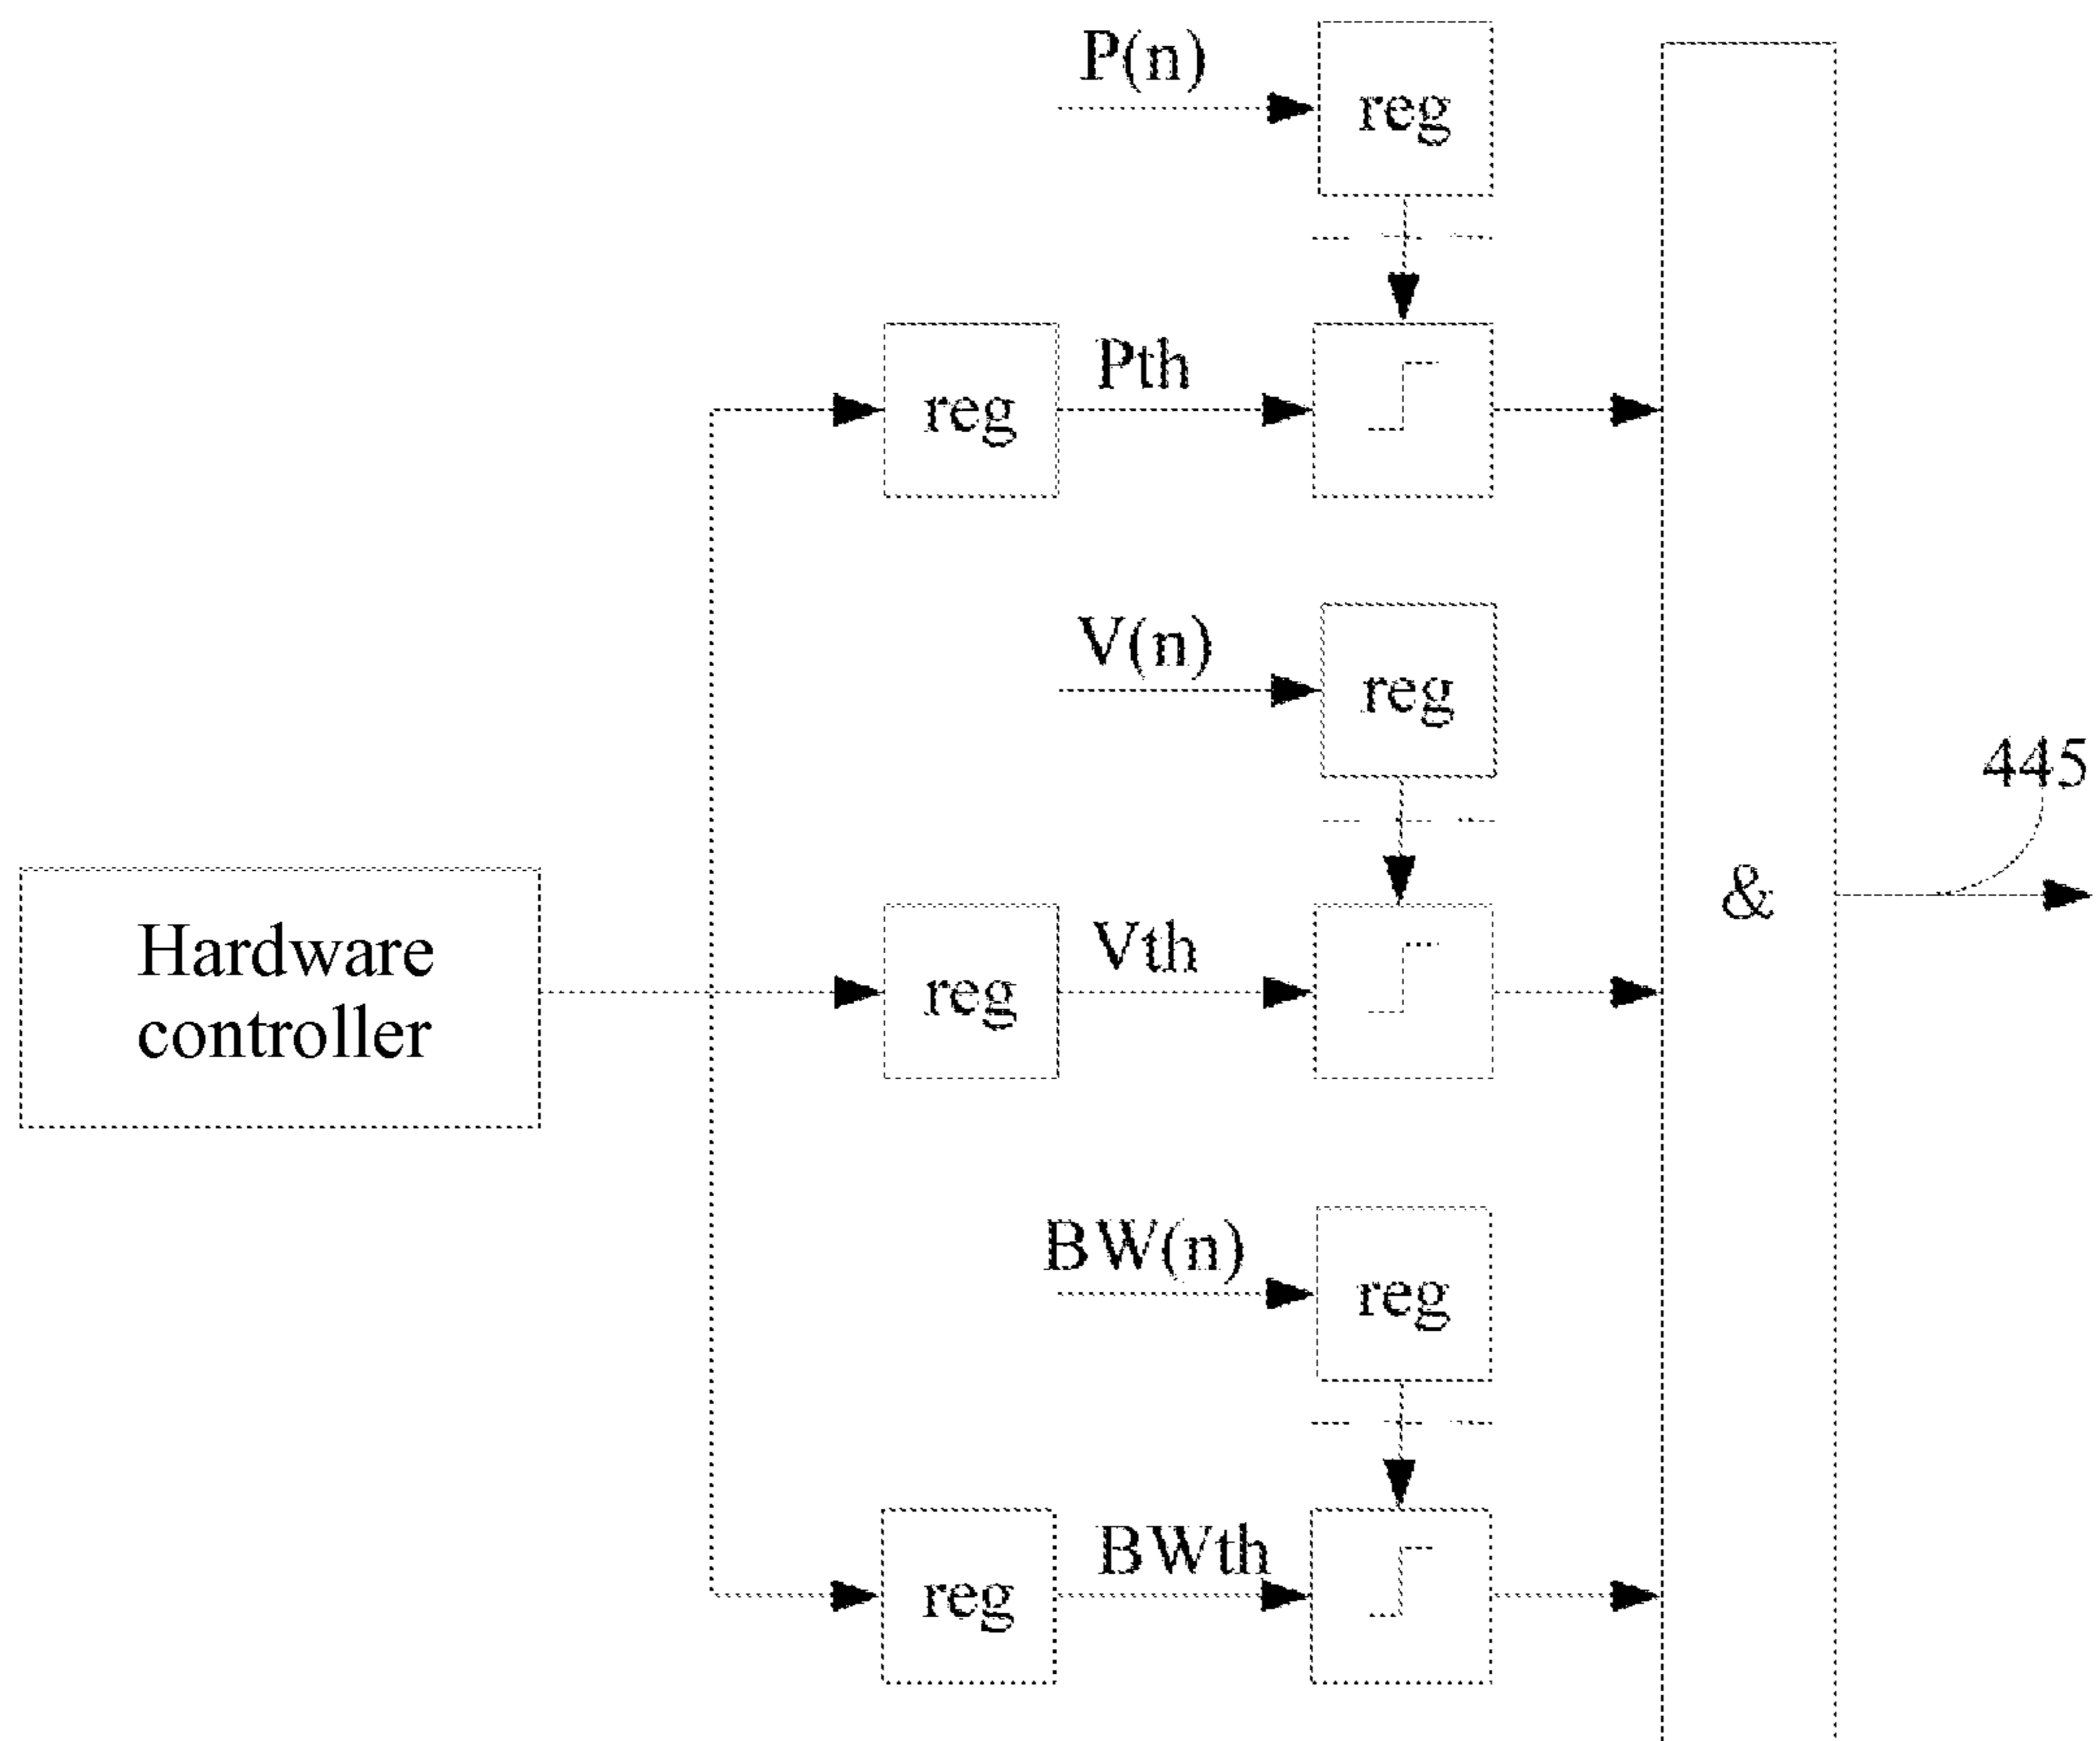 P(n)
reg
reg
Pth
V(n)
reg
445
&
Hardware
controller
reg
Vth
BW(n)
reg
reg
BWth